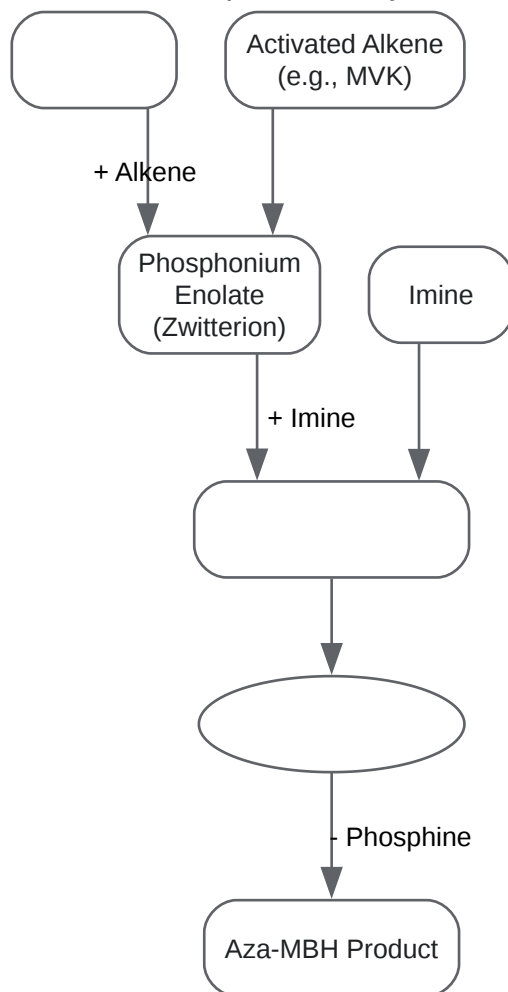 Activated Alkene
(e.g., MVK)
+ Alkene
Phosphonium
Enolate
(Zwitterion)
Imine
+ Imine
- Phosphine
Aza-MBH Product